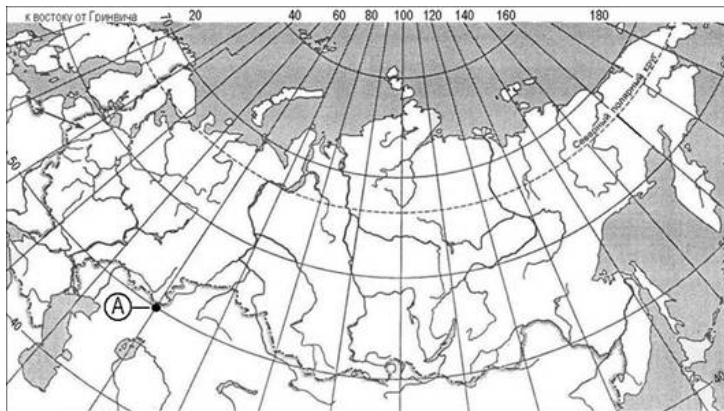 к востоку от Гринвича 70 20 40 60 80 100 120 140 160 180
Северный полярный круг
50
А
40